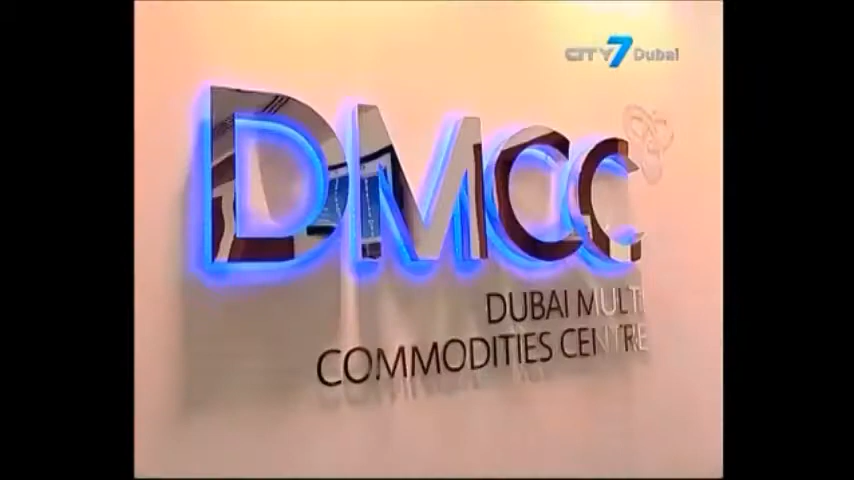 CITY7 Dubai
DMCC
DUBAI MULTI
COMMODITIES CENTRE